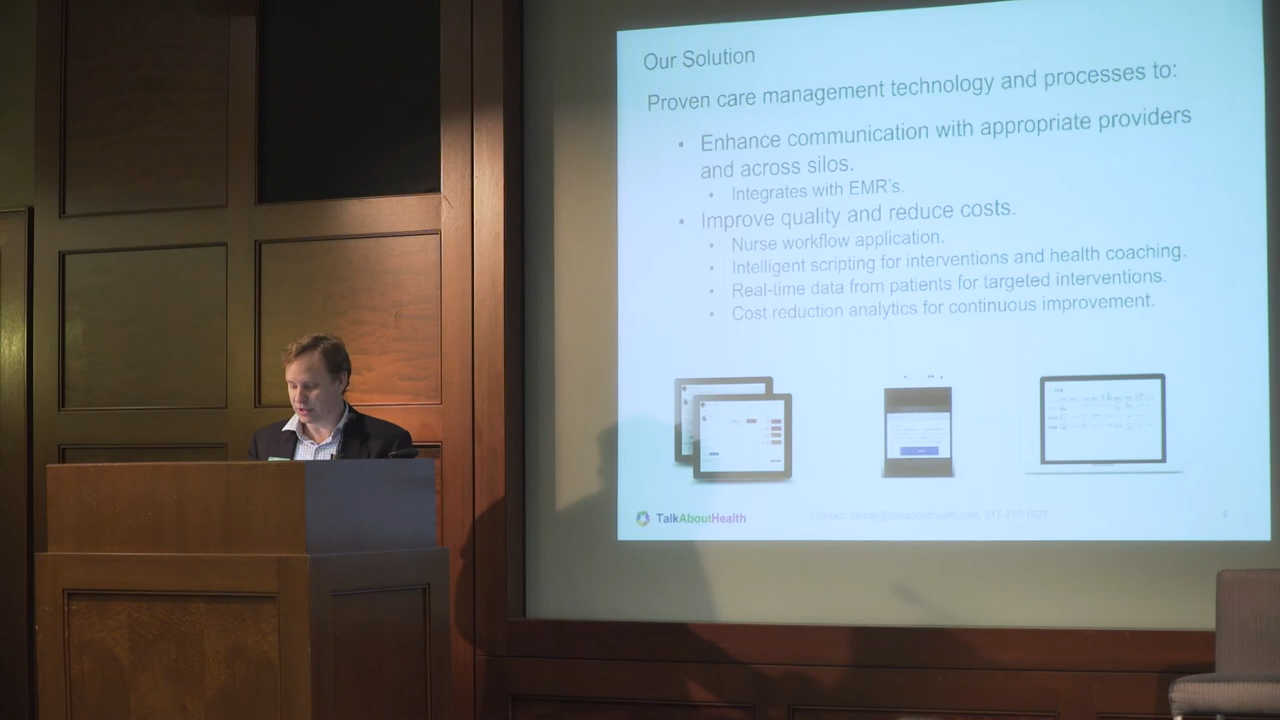 Our Solution
Proven care management technology and processes to:
• Enhance communication with appropriate providers
and across silos.
• Integrates with EMR's.
• Improve quality and reduce costs.
• Nurse workflow application.
• Intelligent scripting for interventions and health coaching.
• Real-time data from patients for targeted interventions.
• Cost reduction analytics for continuous improvement.
TalkAboutHealth
Contact:
4